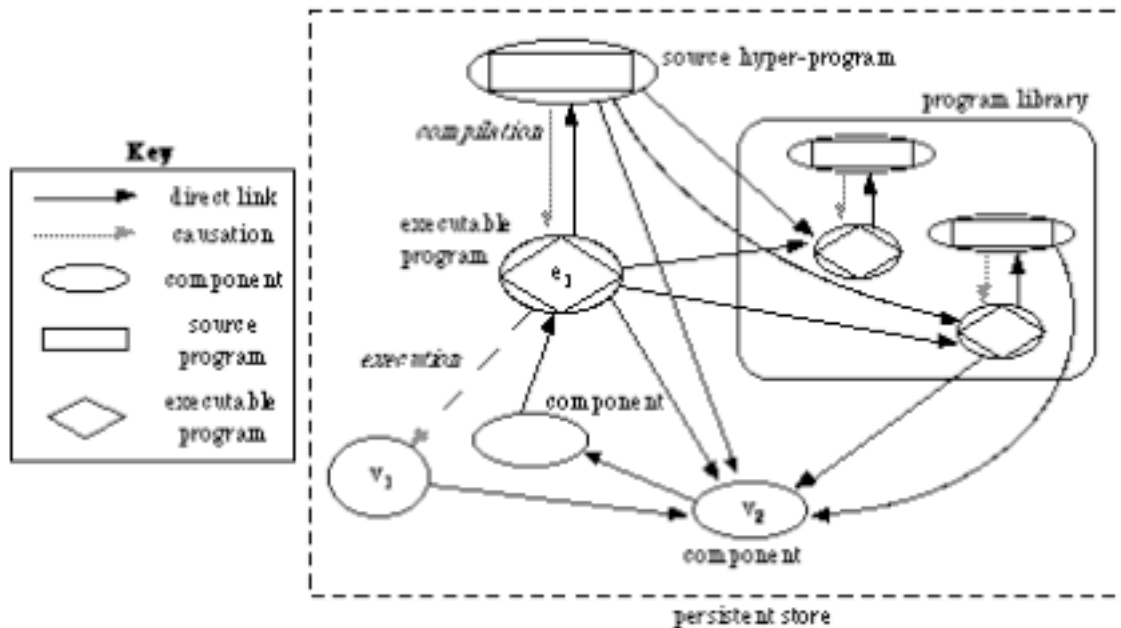 Key
direct link
causation
component
source
program
executable
program
source hyper-program
program library
compilation
executable
program
e1
execution
component
v1
v2
component
persistent store